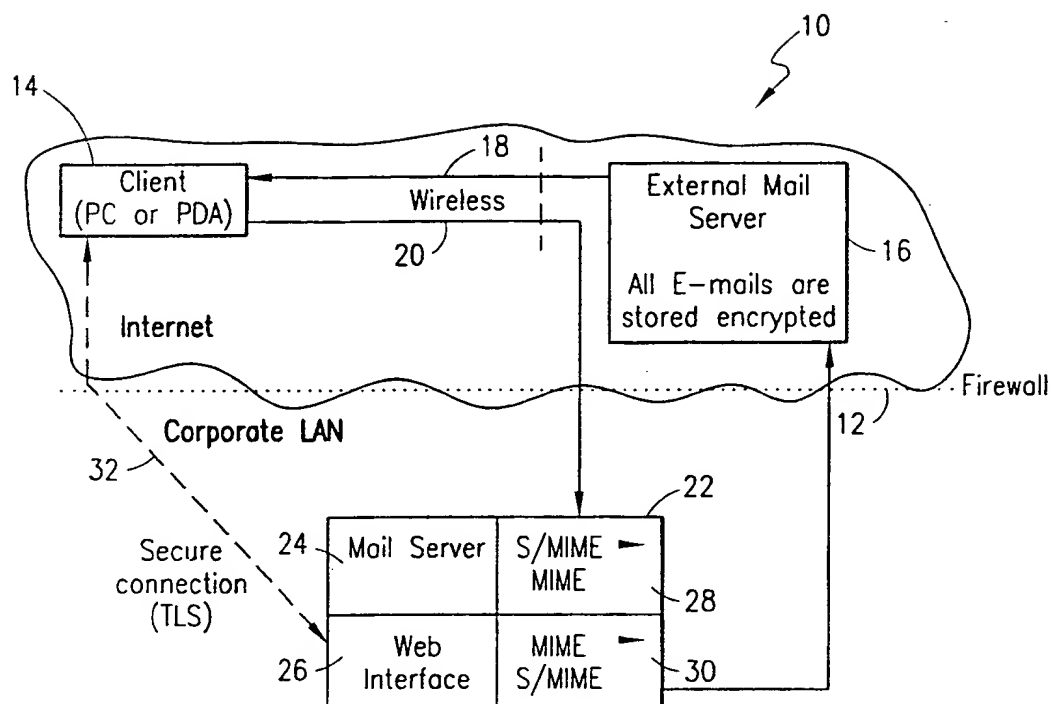 10
14
18
Client
(PC or PDA)
Wireless
20
External Mail
Server
All E-mails are
stored encrypted
16
Internet
Firewall
12
Corporate LAN
32
22
Secure
connection
(TLS)
24
Mail Server
S/MIME
MIME
28
26
Web
Interface
MIME
S/MIME
30